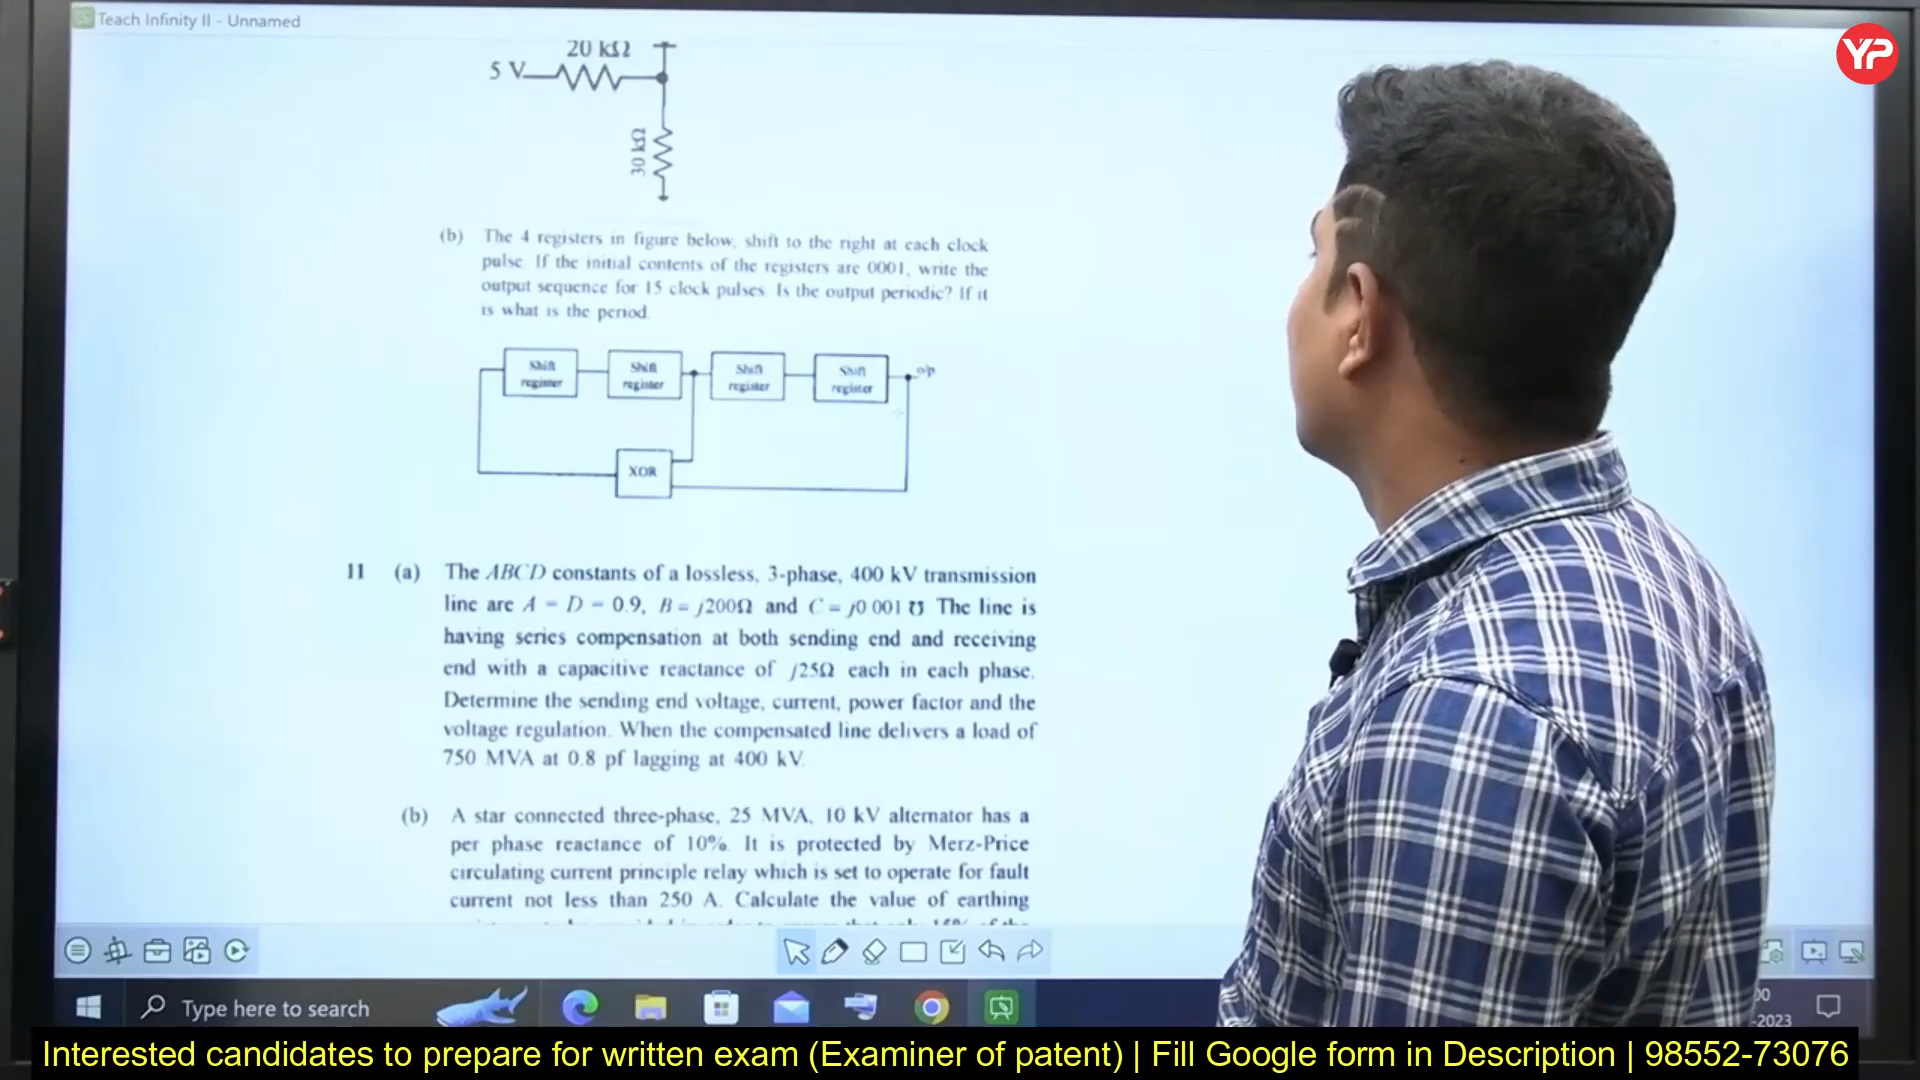 Teach Infinity II - Unnamed
YP
20 kΩ
5 V
30 kΩ
(b) The 4 registers in figure below, shift to the right at each clock
pulse. If the initial contents of the registers are 0001, write the
output sequence for 15 clock pulses. Is the output periodic? If it
is what is the period.
Shift register Shift register Shift register Shift register o/p
XOR
11 (a) The ABCD constants of a lossless, 3-phase, 400 kV transmission
line are A = D = 0.9, B = j200Ω and C = j0.001 ℧ The line is
having series compensation at both sending end and receiving
end with a capacitive reactance of j25Ω each in each phase.
Determine the sending end voltage, current, power factor and the
voltage regulation. When the compensated line delivers a load of
750 MVA at 0.8 pf lagging at 400 kV.
(b) A star connected three-phase, 25 MVA, 10 kV alternator has a
per phase reactance of 10%. It is protected by Merz-Price
circulating current principle relay which is set to operate for fault
current not less than 250 A. Calculate the value of earthing
Type here to search
-2023
Interested candidates to prepare for written exam (Examiner of patent) | Fill Google form in Description | 98552-73076